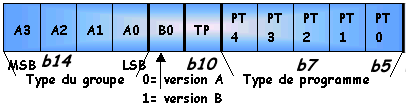 A3 A2 A1 A0 B0 TP PT 4 PT 3 PT 2 PT 1 PT 0
MSB b14 LSB b10 b7 b5
Type du groupe 0= version A Type de programme
1= version B